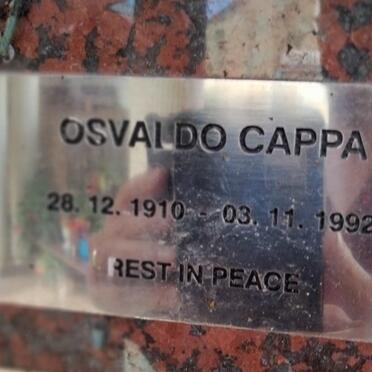 OSVALDO CAPPA
28. 12. 1910 - 03. 11. 1992
REST IN PEACE